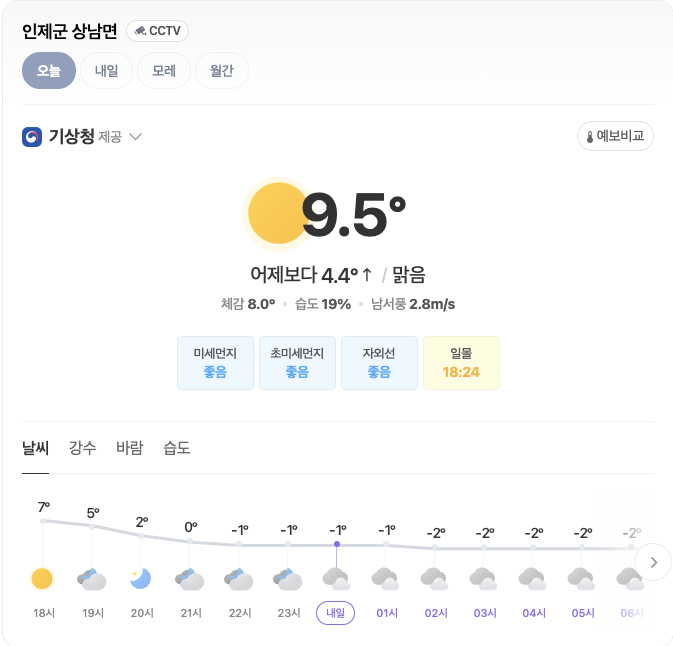 인제군 상남면 CCTV
오늘 내일 모레 월간
기상청 제공 예보비교
9.5°
어제보다 4.4°↑ / 맑음
체감 8.0° • 습도 19% • 남서풍 2.8m/s
미세먼지 초미세먼지 자외선 일몰
좋음 좋음 좋음 18:24
날씨 강수 바람 습도
7° 5° 2° 0° -1° -1° -1° -1° -2° -2° -2° -2° -2°
18시 19시 20시 21시 22시 23시 내일 01시 02시 03시 04시 05시 06시